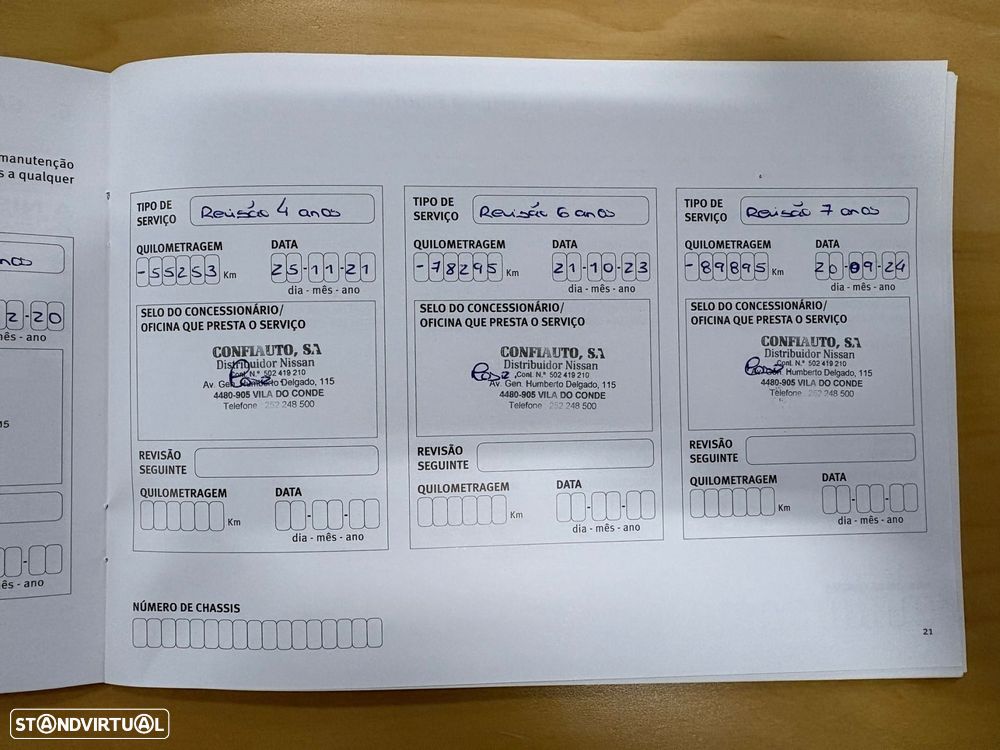 manutenção
s a qualquer
anos
2-20
mês - ano
15
-
ês - ano
TIPO DE SERVIÇO
Revisão 4 anos
QUILOMETRAGEM
DATA
-55253 Km
25-11-21
dia - mês - ano
SELO DO CONCESSIONÁRIO/
OFICINA QUE PRESTA O SERVIÇO
CONFIAUTO, S.A
Distribuidor Nissan
Cont. N.º 502 419 210
Av. Gen. Humberto Delgado, 115
4480-905 VILA DO CONDE
Telefone 252 248 500
REVISÃO
SEGUINTE
QUILOMETRAGEM
DATA
Km
- -
dia - mês - ano
TIPO DE SERVIÇO
Revisão 6 anos
QUILOMETRAGEM
DATA
-78295 Km
21-10-23
dia - mês - ano
SELO DO CONCESSIONÁRIO/
OFICINA QUE PRESTA O SERVIÇO
CONFIAUTO, S.A
Distribuidor Nissan
Cont. N.º 502 419 210
Av. Gen. Humberto Delgado, 115
4480-905 VILA DO CONDE
Telefone 252 248 500
REVISÃO
SEGUINTE
QUILOMETRAGEM
DATA
Km
- -
dia - mês - ano
TIPO DE SERVIÇO
Revisão 7 anos
QUILOMETRAGEM
DATA
-89895 Km
20-09-24
dia - mês - ano
SELO DO CONCESSIONÁRIO/
OFICINA QUE PRESTA O SERVIÇO
CONFIAUTO, S.A
Distribuidor Nissan
Cont. N.º 502 419 210
Humberto Delgado, 115
4480-905 VILA DO CONDE
Telefone 252 248 500
REVISÃO
SEGUINTE
QUILOMETRAGEM
DATA
Km
- -
dia - mês - ano
NÚMERO DE CHASSIS
21
STANDVIRTUAL